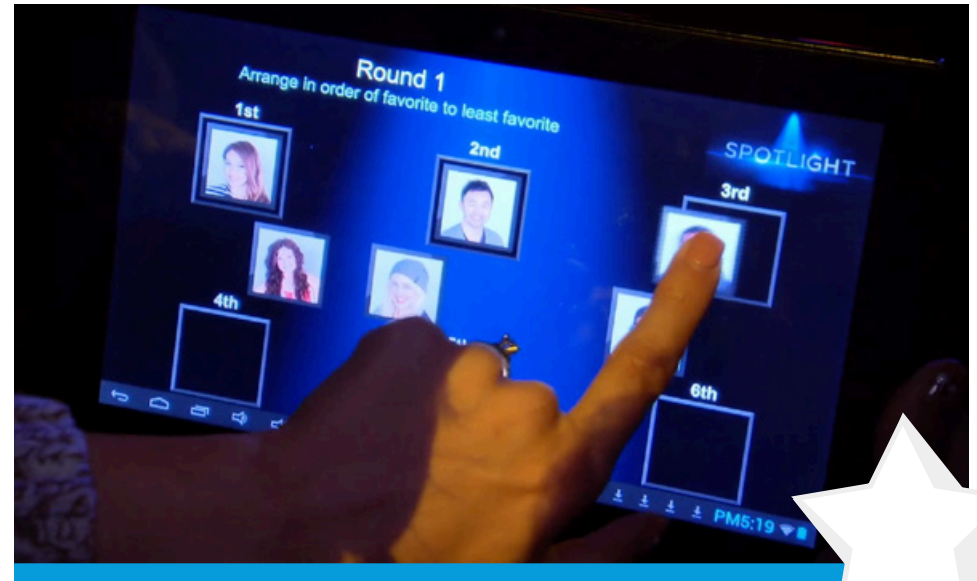 Round 1
Arrange in order of favorite to least favorite
SPOTLIGHT
1st
2nd
3rd
4th
6th
PM5:19